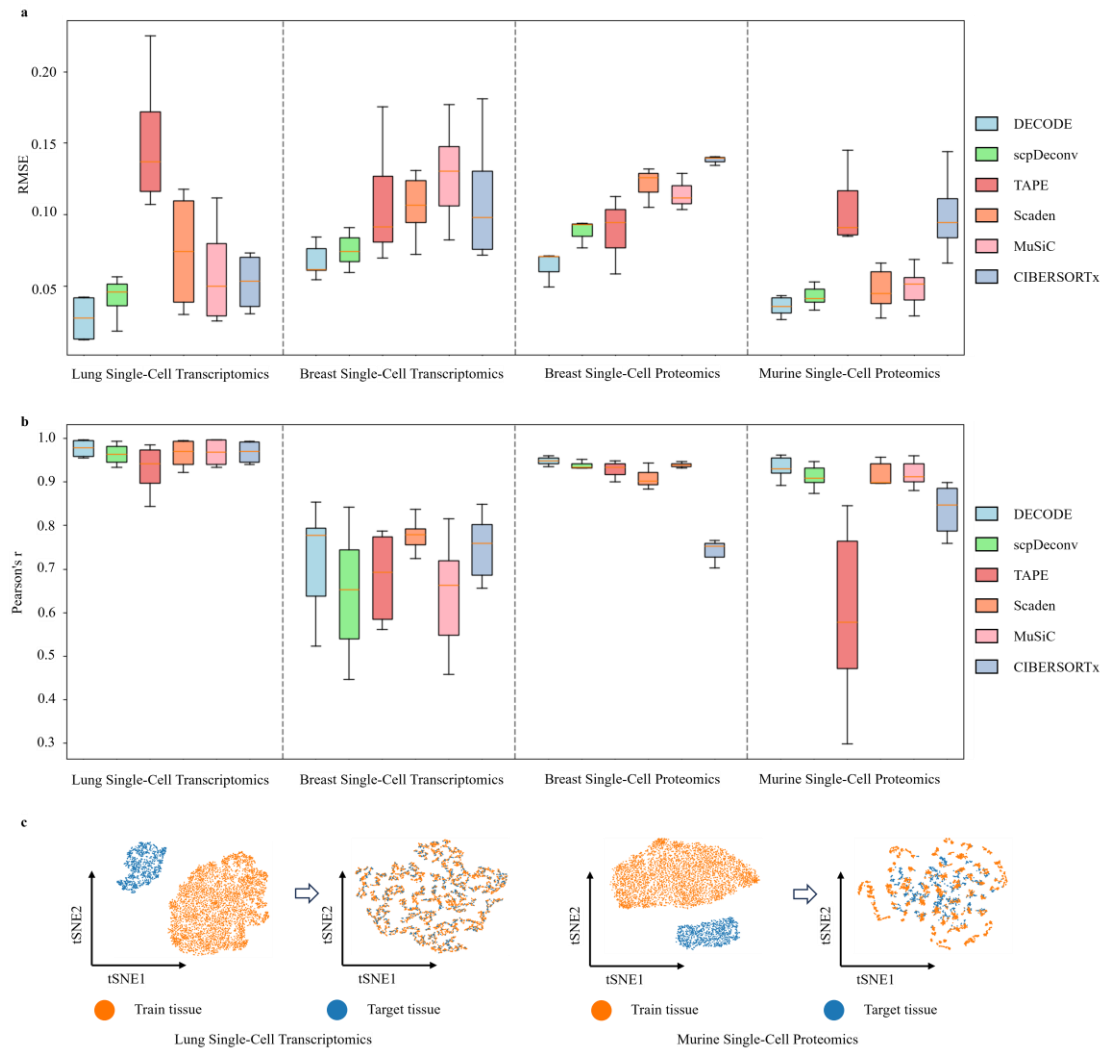 a
0.20
0.15
0.10
0.05
RMSE
DECODE
scpDeconv
TAPE
Scaden
MuSiC
CIBERSORTx
Lung Single-Cell Transcriptomics
Breast Single-Cell Transcriptomics
Breast Single-Cell Proteomics
Murine Single-Cell Proteomics
b
1.0
0.9
0.8
0.7
0.6
0.5
0.4
0.3
Pearson's r
DECODE
scpDeconv
TAPE
Scaden
MuSiC
CIBERSORTx
Lung Single-Cell Transcriptomics
Breast Single-Cell Transcriptomics
Breast Single-Cell Proteomics
Murine Single-Cell Proteomics
c
tSNE2
tSNE1
tSNE2
tSNE1
tSNE2
tSNE1
tSNE2
tSNE1
Train tissue
Target tissue
Train tissue
Target tissue
Lung Single-Cell Transcriptomics
Murine Single-Cell Proteomics